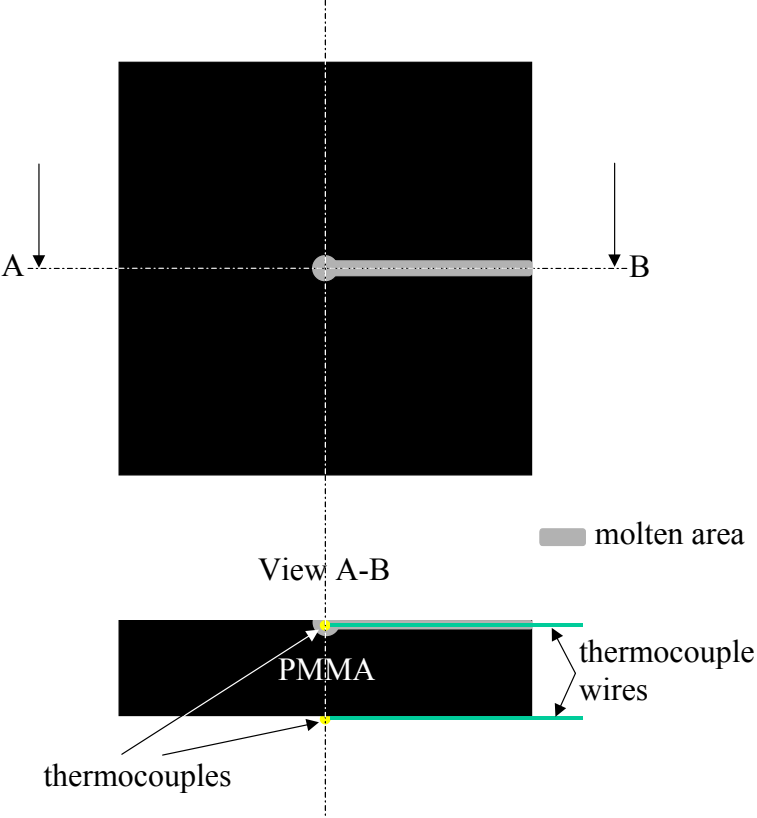 A
B
molten area
View A-B
PMMA
thermocouple
wires
thermocouples